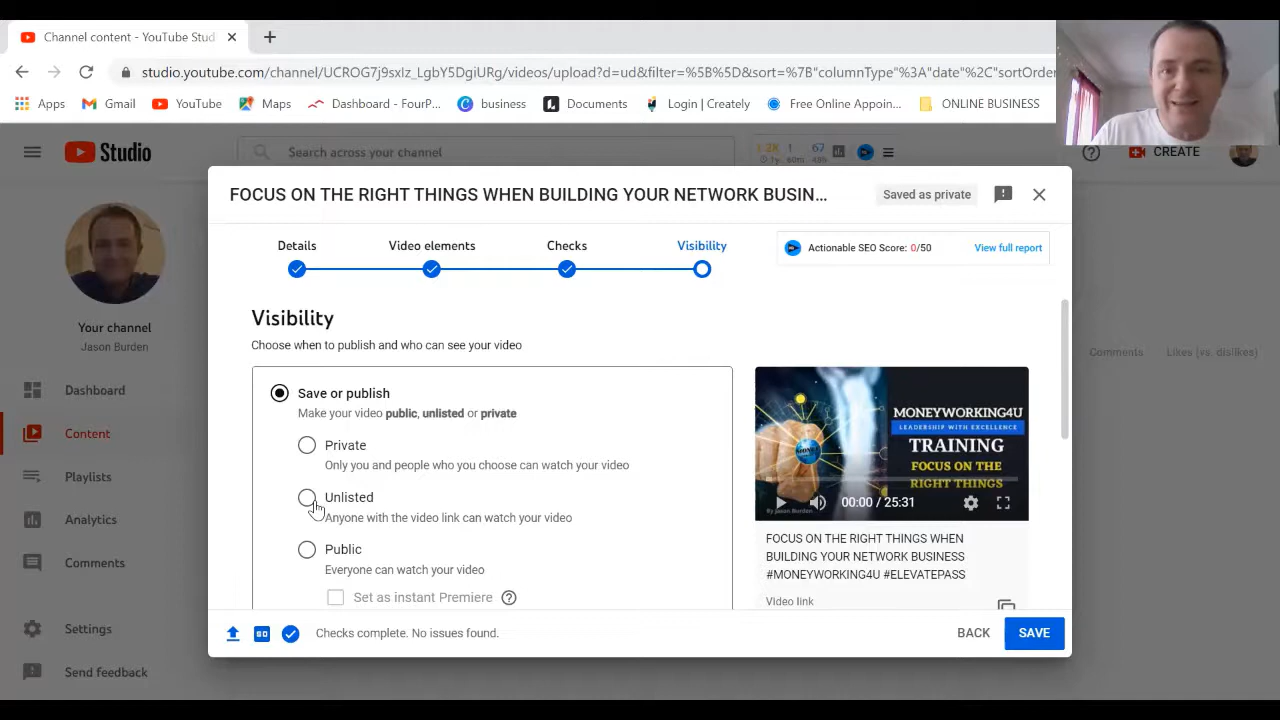 Channel content - YouTube Stud
studio.youtube.com/channel/UCROG7j9sxIz_LgbY5DgiURg/videos/upload?d=ud&filter=%5B%5D&sort=%7B"columnType"%3A"date"%2C"sortOrde
Apps Gmail YouTube Maps Dashboard - FourP... business Documents Login | Creately Free Online Appoin... ONLINE BUSINESS
Studio Search across your channel 1.2K 1 67 CREATE
1y 60m
FOCUS ON THE RIGHT THINGS WHEN BUILDING YOUR NETWORK BUSIN... Saved as private
Details Video elements Checks Visibility
Actionable SEO Score: 0/50 View full report
Your channel
Jason Burden
Dashboard
Content
Playlists
Analytics
Comments
Settings
Send feedback
Visibility
Choose when to publish and who can see your video
Save or publish
Make your video public, unlisted or private
Private
Only you and people who you choose can watch your video
Unlisted
Anyone with the video link can watch your video
Public
Everyone can watch your video
Set as instant Premiere
MONEYWORKING4U
LEADERSHIP WITH EXCELLENCE
TRAINING
FOCUS ON THE
RIGHT THINGS
00:00 / 25:31
By Jason Burden
FOCUS ON THE RIGHT THINGS WHEN
BUILDING YOUR NETWORK BUSINESS
#MONEYWORKING4U #ELEVATEPASS
Video link
Comments Likes (vs. dislikes)
Checks complete. No issues found.
BACK SAVE